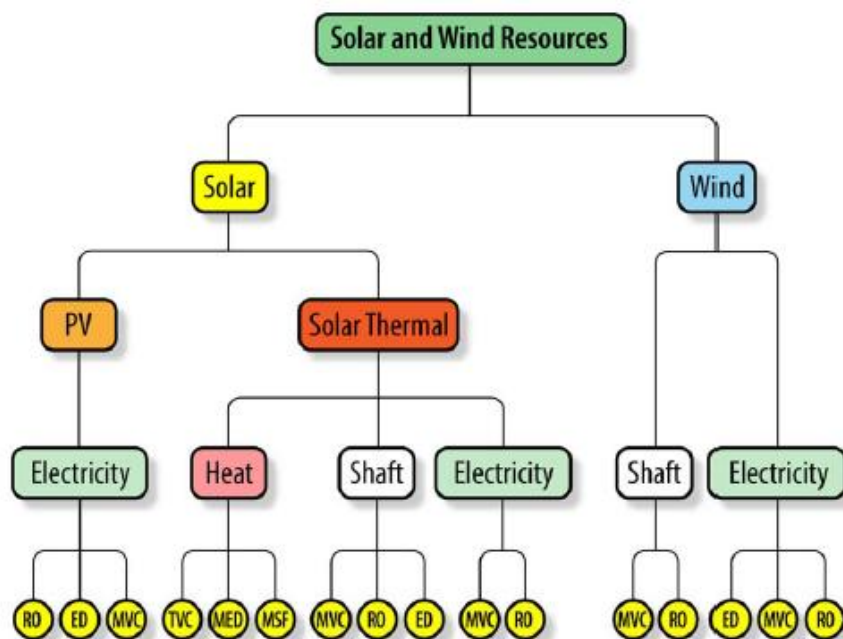 Solar and Wind Resources
Solar
Wind
PV
Solar Thermal
Electricity
Heat
Shaft
Electricity
Shaft
Electricity
RO
ED
MVC
TVC
MED
MSF
MVC
RO
ED
MVC
RO
MVC
RO
ED
MVC
RO